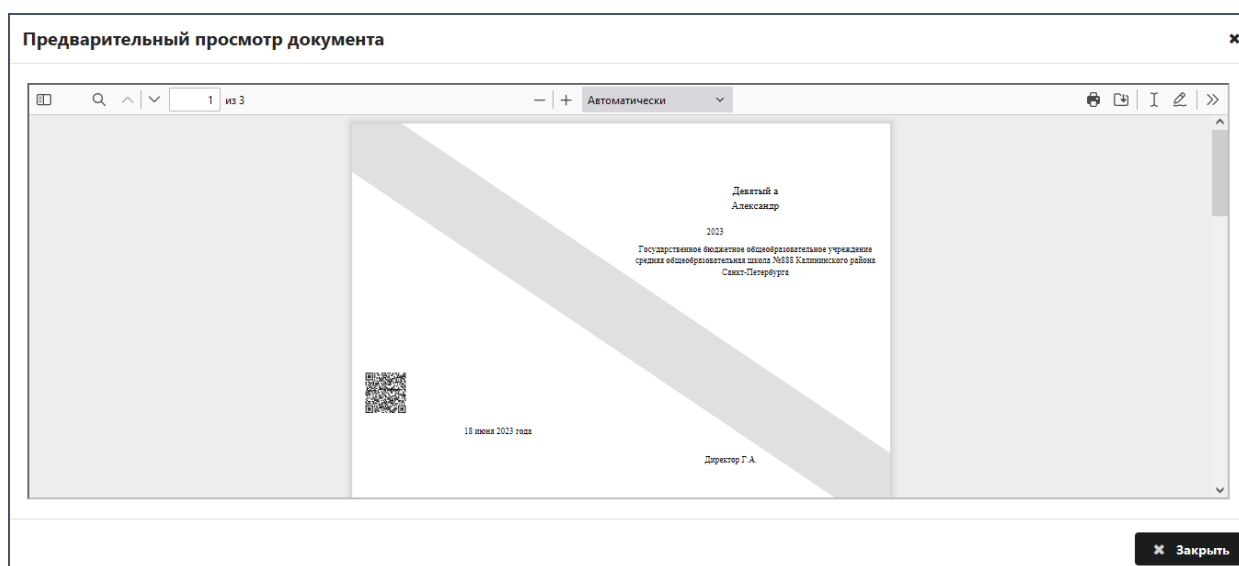 Предварительный просмотр документа
1 из 3
Автоматически
Девятый а
Александр
2023
Государственное бюджетное общеобразовательное учреждение
средняя общеобразовательная школа №888 Калининского района
Санкт-Петербурга
18 июня 2023 года
Директор Г.А.
Закрыть